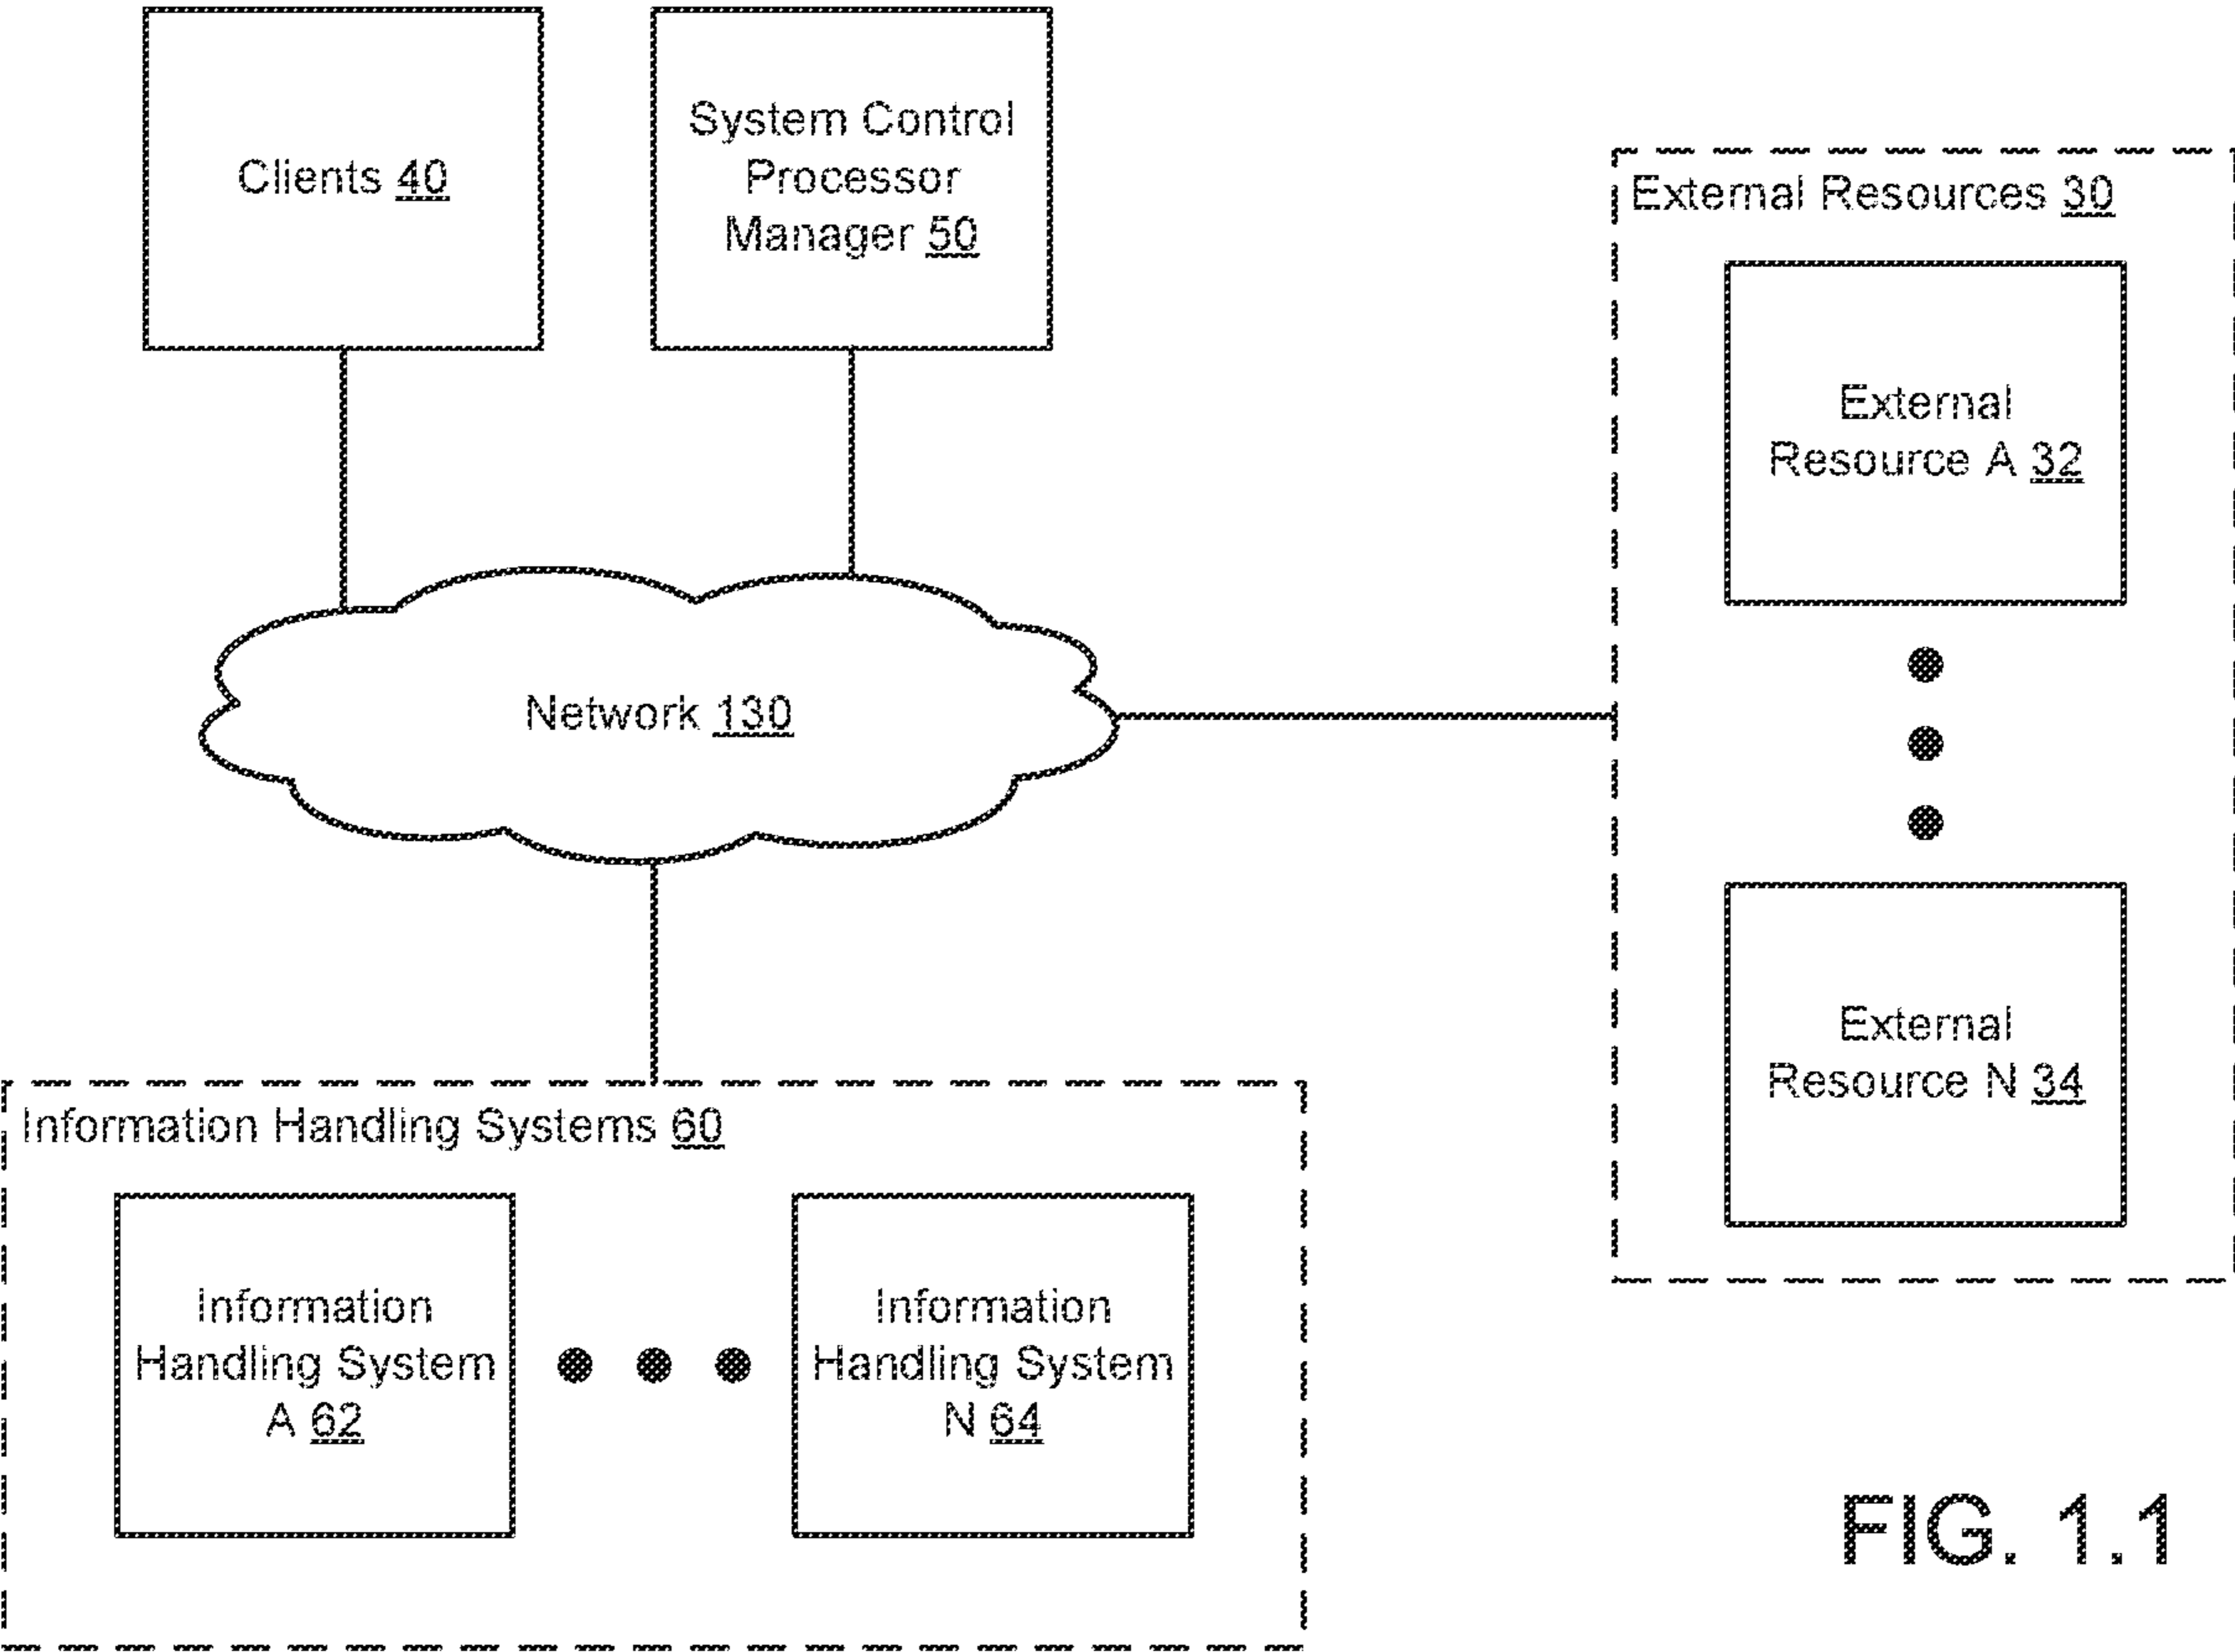 Clients 40
System Control
Processor
Manager 50
External Resources 30
External
Resource A 32
Network 130
External
Resource N 34
Information Handling Systems 60
Information
Handling System
A 62
Information
Handling System
N 64
FIG. 1.1